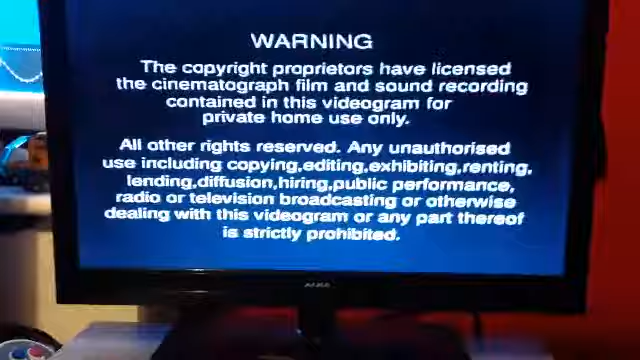 WARNING
The copyright proprietors have licensed
the cinematograph film and sound recording
contained in this videogram for
private home use only.
All other rights reserved. Any unauthorised
use including copying,editing,exhibiting,renting,
lending,diffusion,hiring,public performance,
radio or television broadcasting or otherwise
dealing with this videogram or any part thereof
is strictly prohibited.